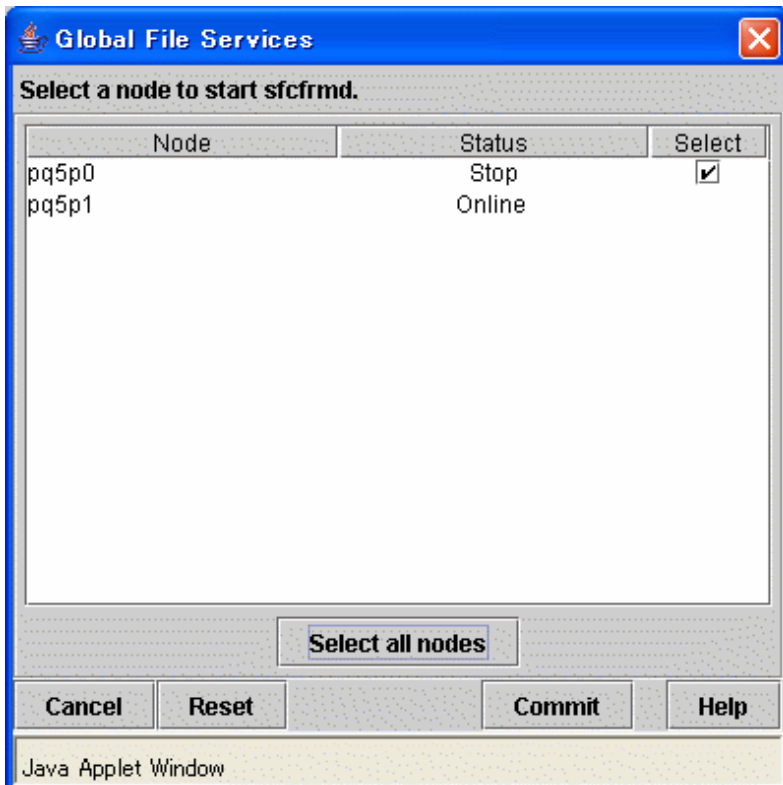 Global File Services
Select a node to start sfcfrmd.
Node Status Select
pq5p0 Stop
pq5p1 Online
Select all nodes
Cancel Reset Commit Help
Java Applet Window